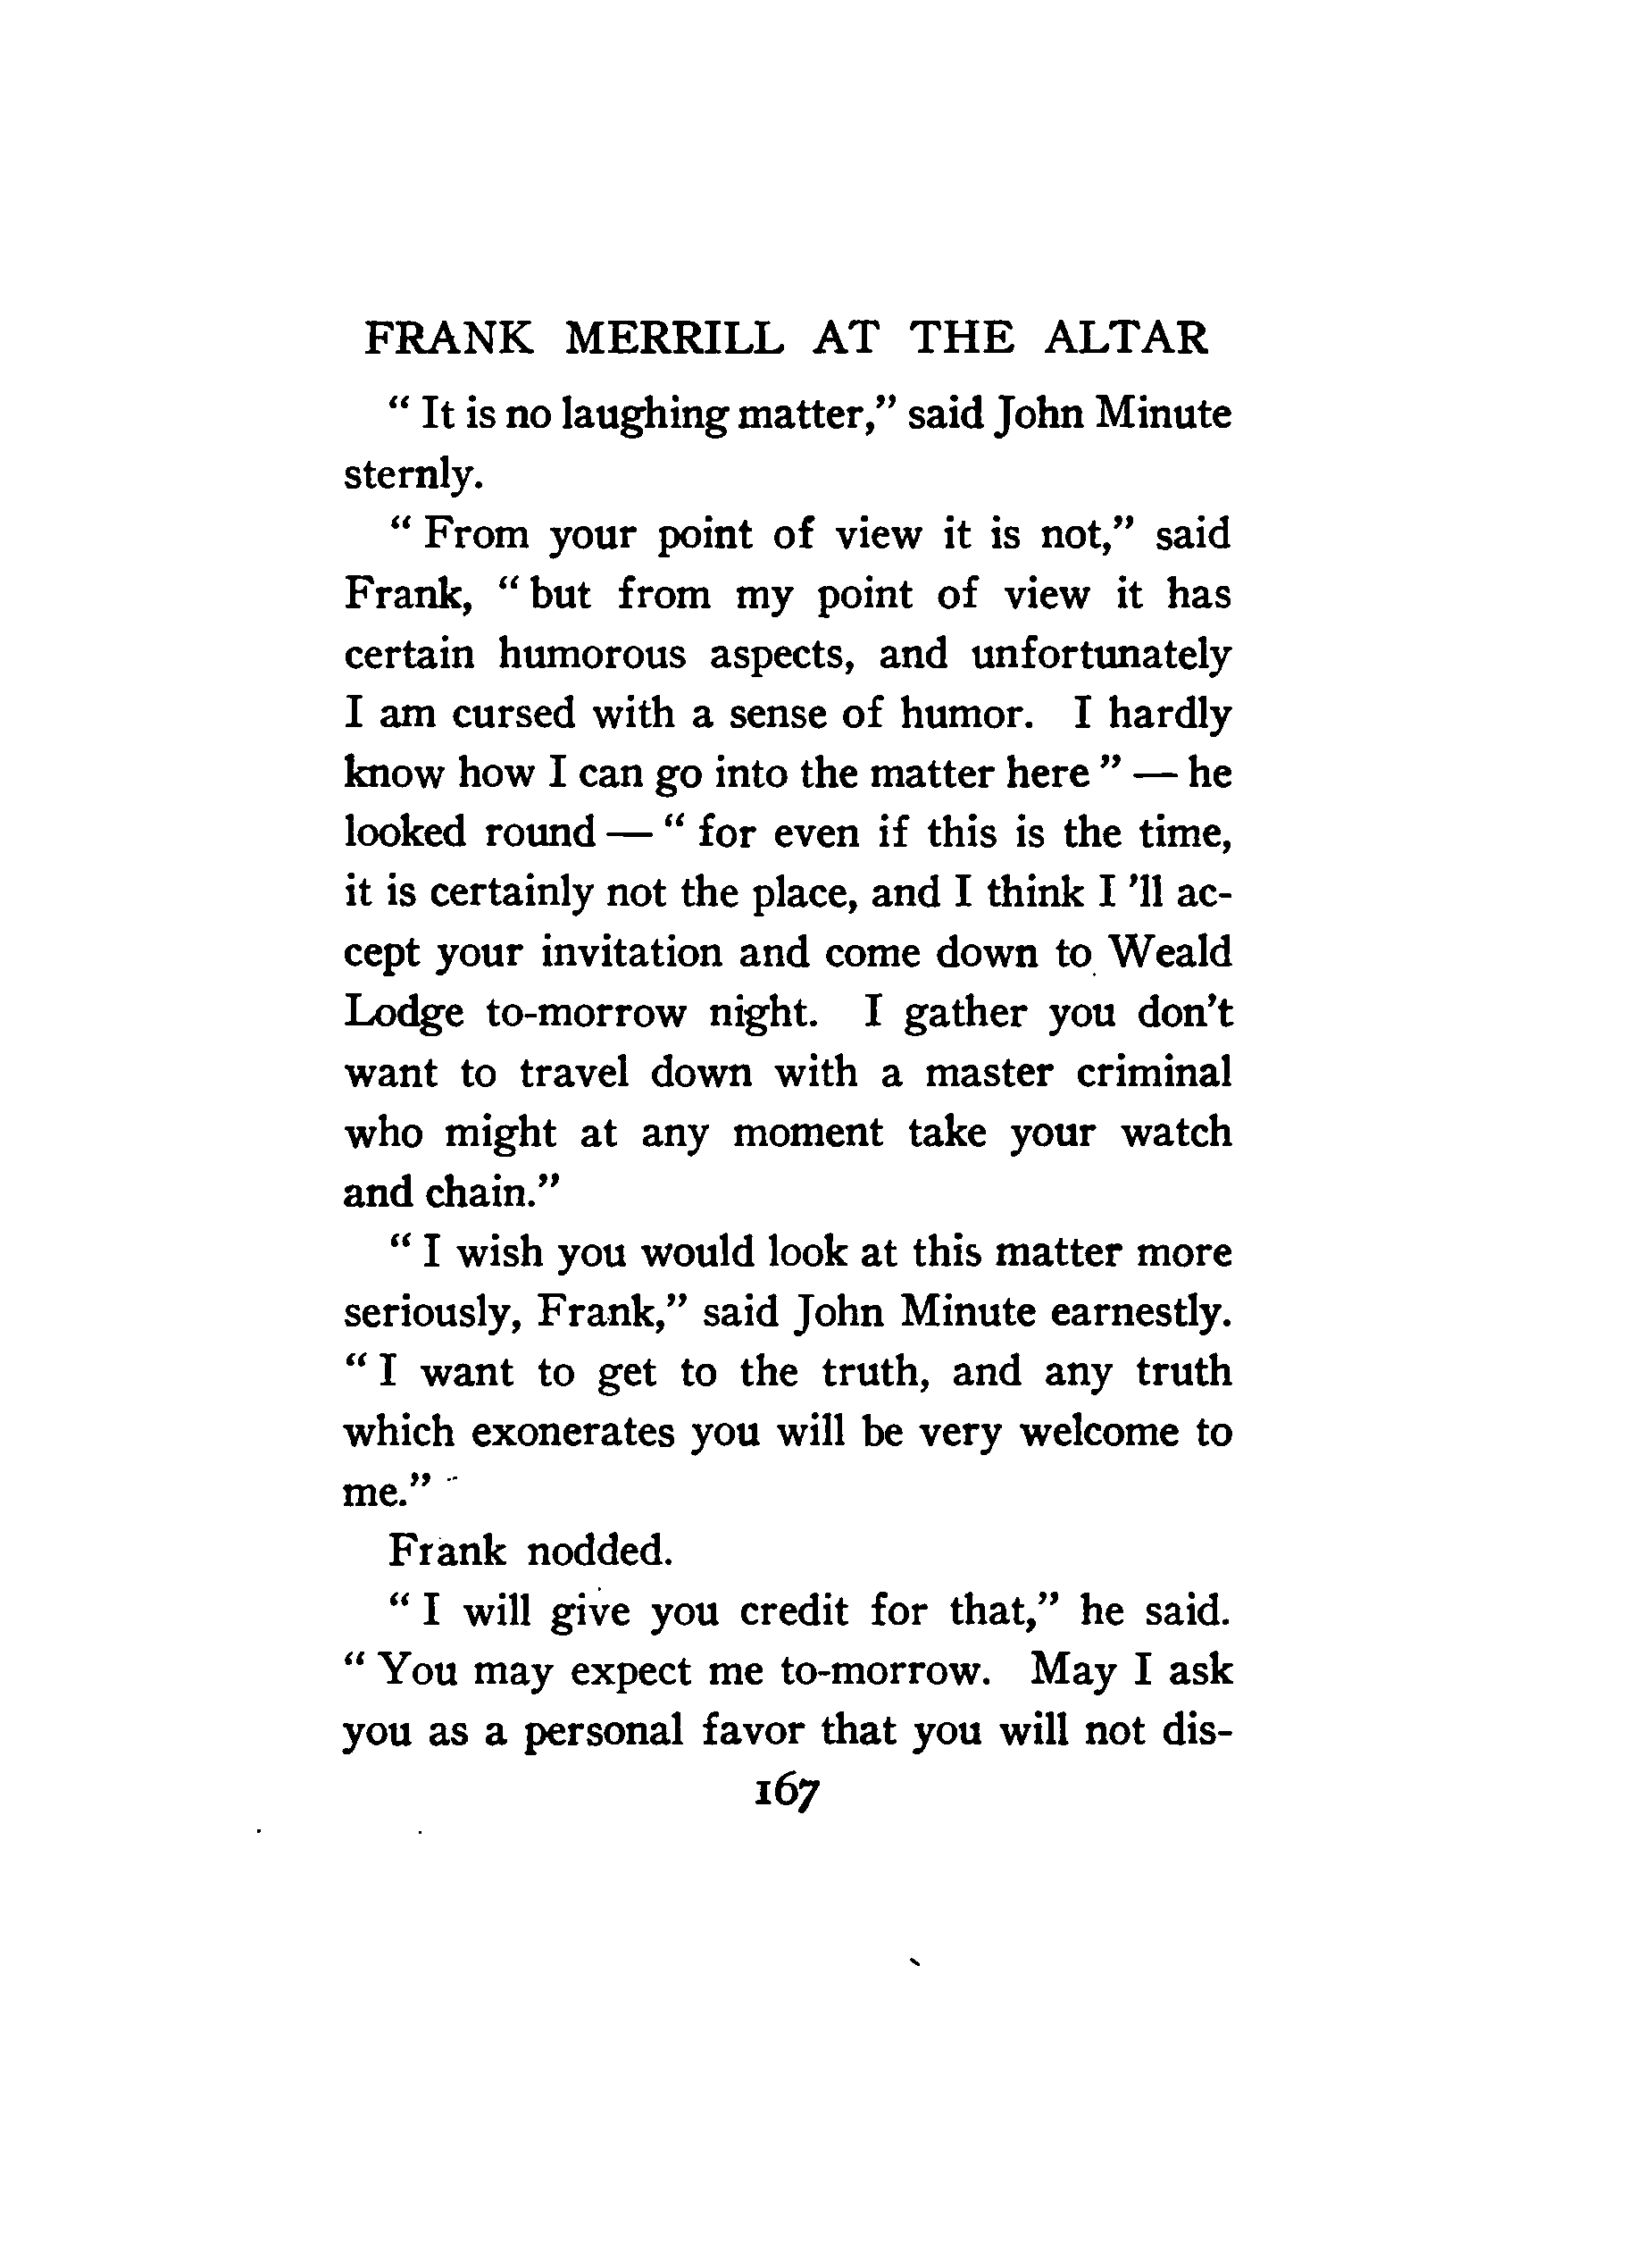 FRANK MERRILL AT THE ALTAR
“ It is no laughing matter,” said John Minute
sternly.
“ From your point of view it is not,” said
Frank, “ but from my point of view it has
certain humorous aspects, and unfortunately
I am cursed with a sense of humor. I hardly
know how I can go into the matter here ” — he
looked round — “ for even if this is the time,
it is certainly not the place, and I think I ’ll ac-
cept your invitation and come down to Weald
Lodge to-morrow night. I gather you don’t
want to travel down with a master criminal
who might at any moment take your watch
and chain.”
“ I wish you would look at this matter more
seriously, Frank,” said John Minute earnestly.
“ I want to get to the truth, and any truth
which exonerates you will be very welcome to
me.”
Frank nodded.
“ I will give you credit for that,” he said.
“ You may expect me to-morrow. May I ask
you as a personal favor that you will not dis-
167